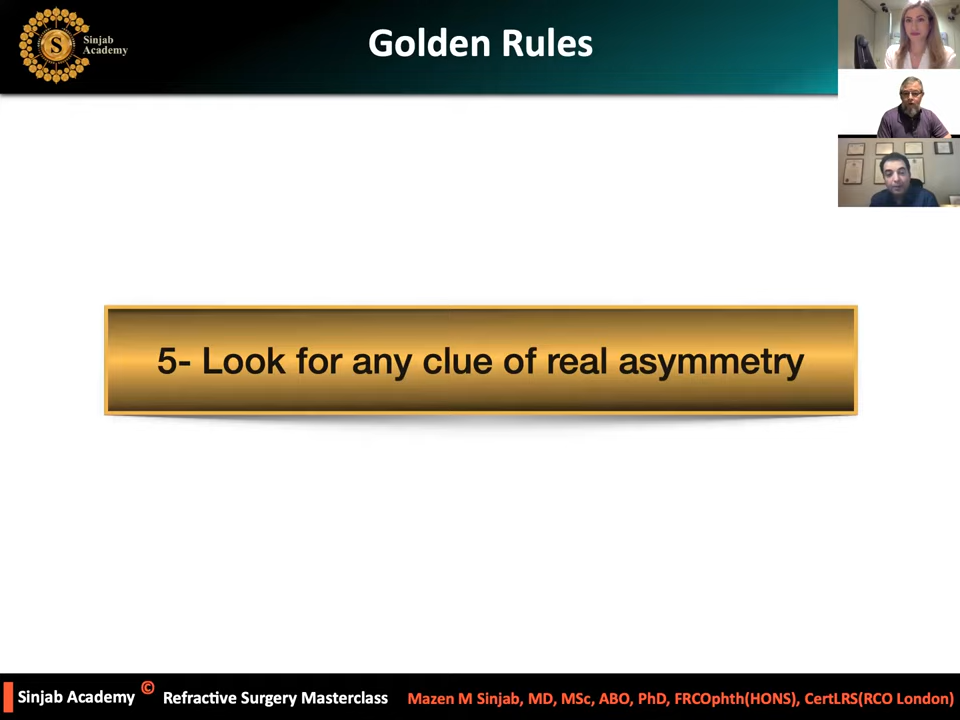 S
Sinjab
Academy
Golden Rules
5- Look for any clue of real asymmetry
Sinjab Academy © Refractive Surgery Masterclass Mazen M Sinjab, MD, MSc, ABO, PhD, FRCOphth(HONS), CertLRS(RCO London)